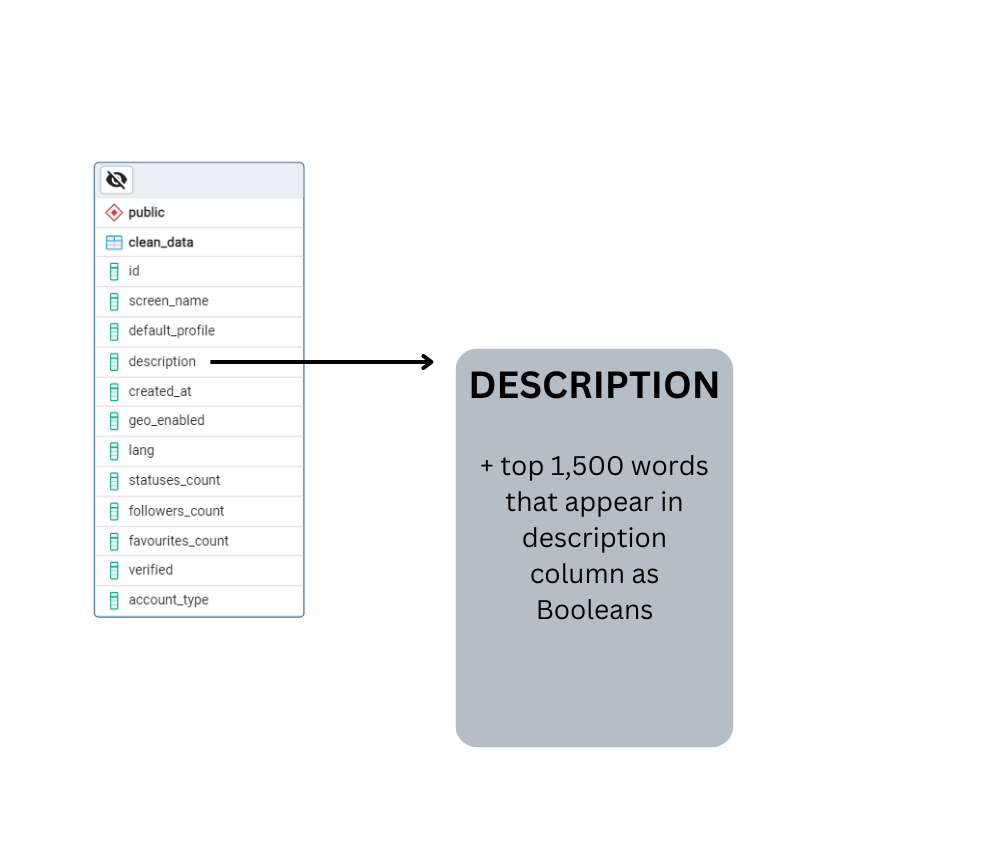 public
clean_data
id
screen_name
default_profile
description
created_at
geo_enabled
lang
statuses_count
followers_count
favourites_count
verified
account_type
DESCRIPTION
+ top 1,500 words
that appear in
description
column as
Booleans